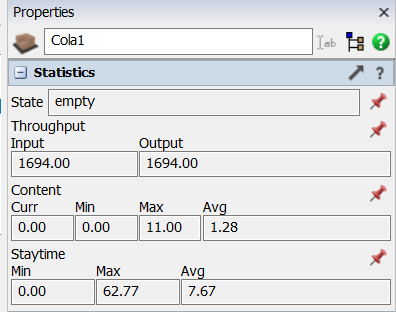 Properties
Cola1
ab
Statistics
?
State empty
Throughput
Input Output
1694.00 1694.00
Content
Curr Min Max Avg
0.00 0.00 11.00 1.28
Staytime
Min Max Avg
0.00 62.77 7.67